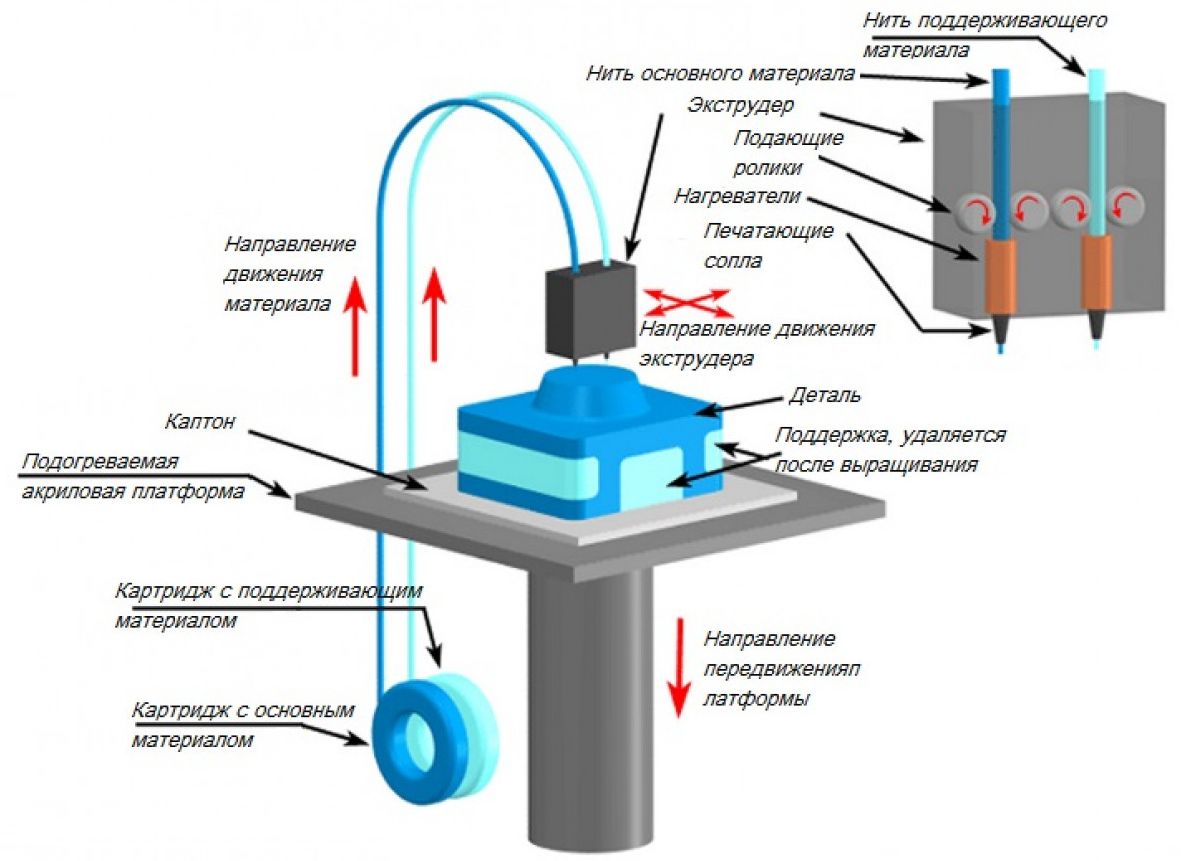 Нить поддерживающего
материала
Нить основного материала
Экструдер
Подающие
ролики
Нагреватели
Печатающие
сопла
Направление
движения
материала
Направление движения
экструдера
Деталь
Каптон
Поддержка, удаляется
после выращивания
Подогреваемая
акриловая платформа
Картридж с поддерживающим
материалом
Направление
передвиженияп
латформы
Картридж с основным
материалом